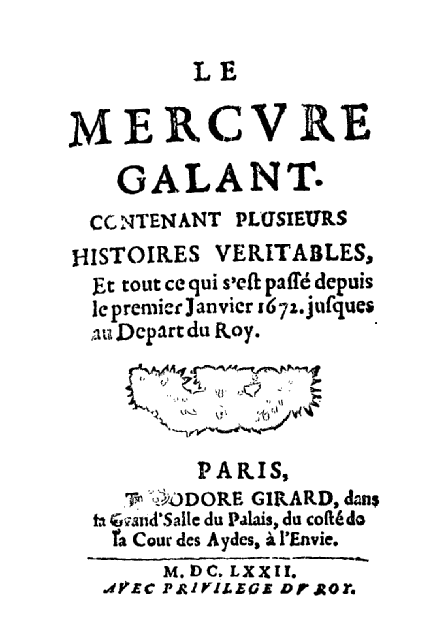 LE
MERCVRE
GALANT.
CONTENANT PLUSIEURS
HISTOIRES VERITABLES,
Et tout ce qui s'eſt paſſé depuis
le premier Janvier 1672. juſques
au Depart du Roy.
PARIS,
THEODORE GIRARD, dans
la Grand'Salle du Palais, du coſté de
la Cour des Aydes, à l'Envie.
M. DC. LXXII.
AVEC PRIVILEGE DV ROY.